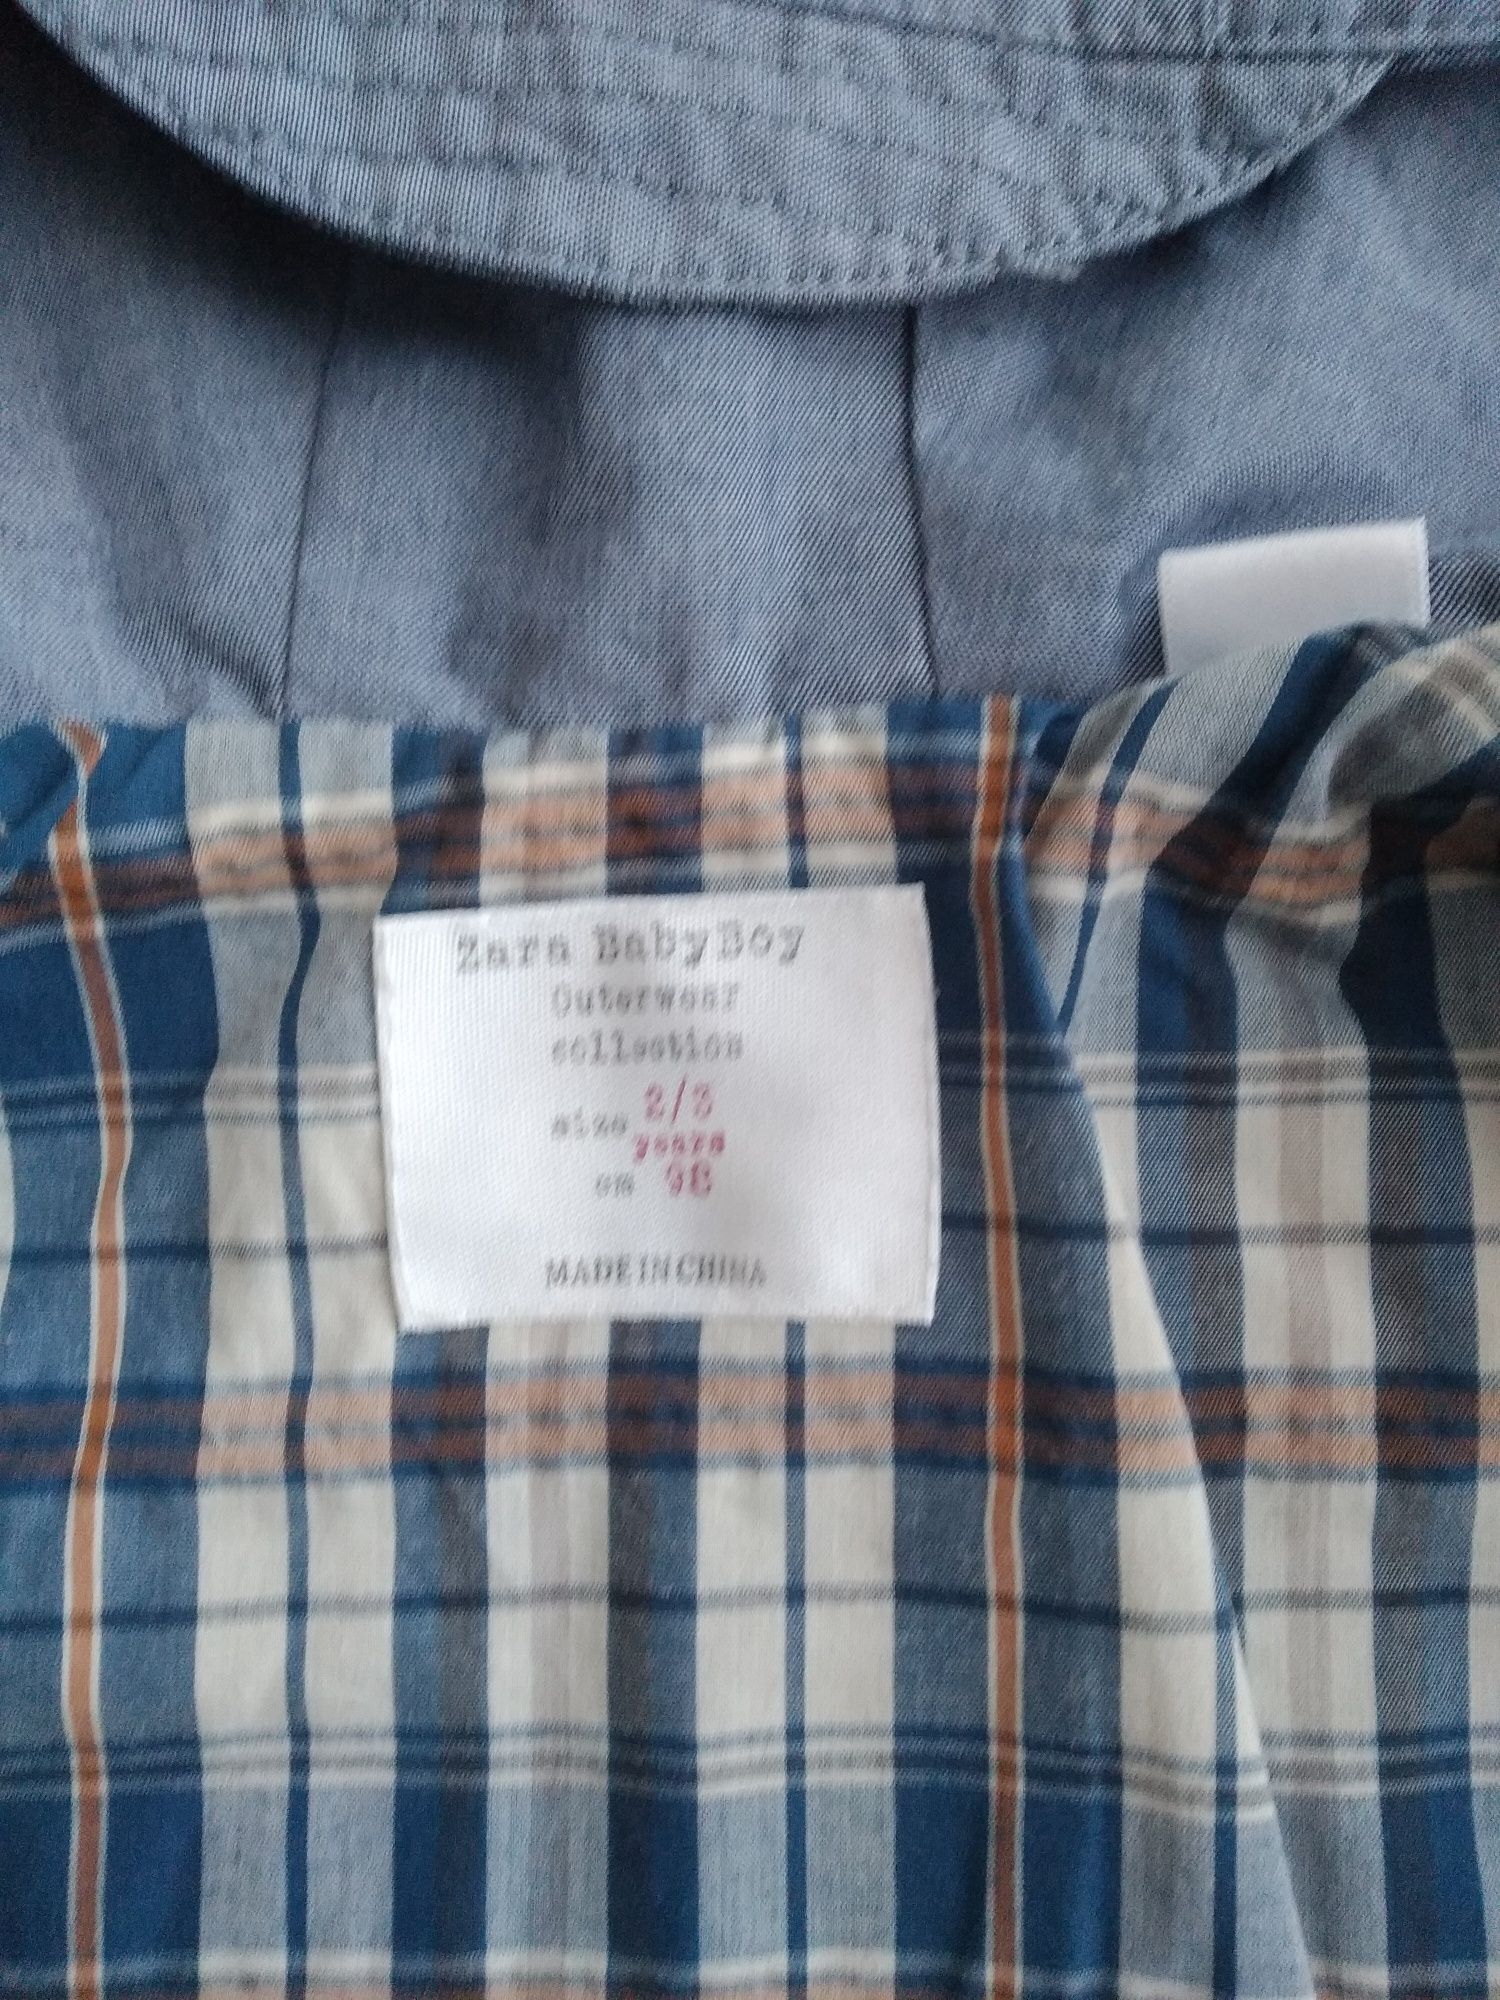 Zara BabyBoy
Outerwear
collection
size 2/3
years
cm 98
MADE IN CHINA